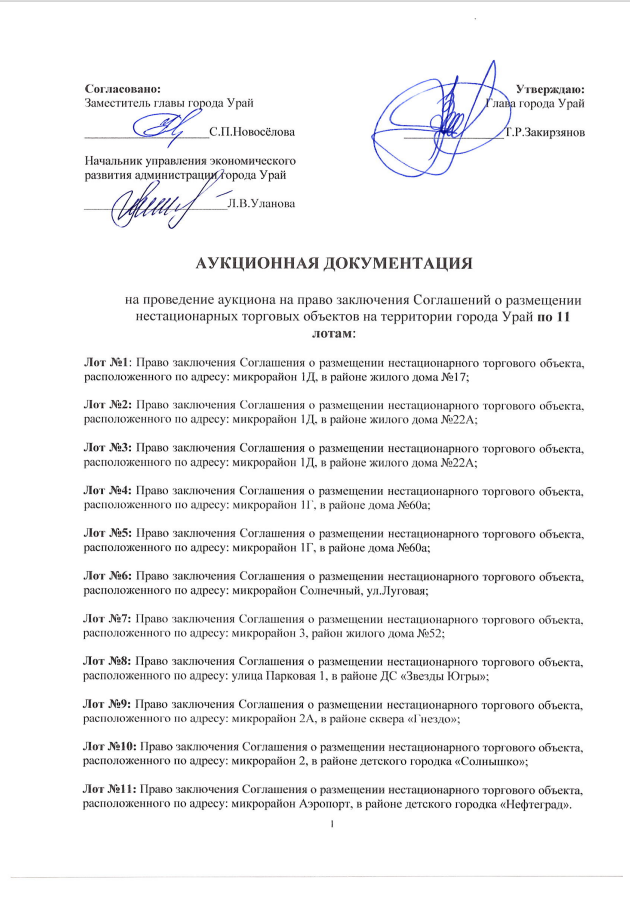 Согласовано:
Заместитель главы города Урай
С.П.Новосёлова
Начальник управления экономического
развития администрации города Урай
Л.В.Уланова
Утверждаю:
Глава города Урай
Т.Р.Закирзянов
АУКЦИОННАЯ ДОКУМЕНТАЦИЯ
на проведение аукциона на право заключения Соглашений о размещении
нестационарных торговых объектов на территории города Урай по 11
лотам:
Лот №1: Право заключения Соглашения о размещении нестационарного торгового объекта,
расположенного по адресу: микрорайон 1Д, в районе жилого дома №17;
Лот №2: Право заключения Соглашения о размещении нестационарного торгового объекта,
расположенного по адресу: микрорайон 1Д, в районе жилого дома №22А;
Лот №3: Право заключения Соглашения о размещении нестационарного торгового объекта,
расположенного по адресу: микрорайон 1Д, в районе жилого дома №22А;
Лот №4: Право заключения Соглашения о размещении нестационарного торгового объекта,
расположенного по адресу: микрорайон 1Г, в районе дома №60а;
Лот №5: Право заключения Соглашения о размещении нестационарного торгового объекта,
расположенного по адресу: микрорайон 1Г, в районе дома №60а;
Лот №6: Право заключения Соглашения о размещении нестационарного торгового объекта,
расположенного по адресу: микрорайон Солнечный, ул.Луговая;
Лот №7: Право заключения Соглашения о размещении нестационарного торгового объекта,
расположенного по адресу: микрорайон 3, район жилого дома №52;
Лот №8: Право заключения Соглашения о размещении нестационарного торгового объекта,
расположенного по адресу: улица Парковая 1, в районе ДС «Звезды Югры»;
Лот №9: Право заключения Соглашения о размещении нестационарного торгового объекта,
расположенного по адресу: микрорайон 2А, в районе сквера «Гнездо»;
Лот №10: Право заключения Соглашения о размещении нестационарного торгового объекта,
расположенного по адресу: микрорайон 2, в районе детского городка «Солнышко»;
Лот №11: Право заключения Соглашения о размещении нестационарного торгового объекта,
расположенного по адресу: микрорайон Аэропорт, в районе детского городка «Нефтеград».
1